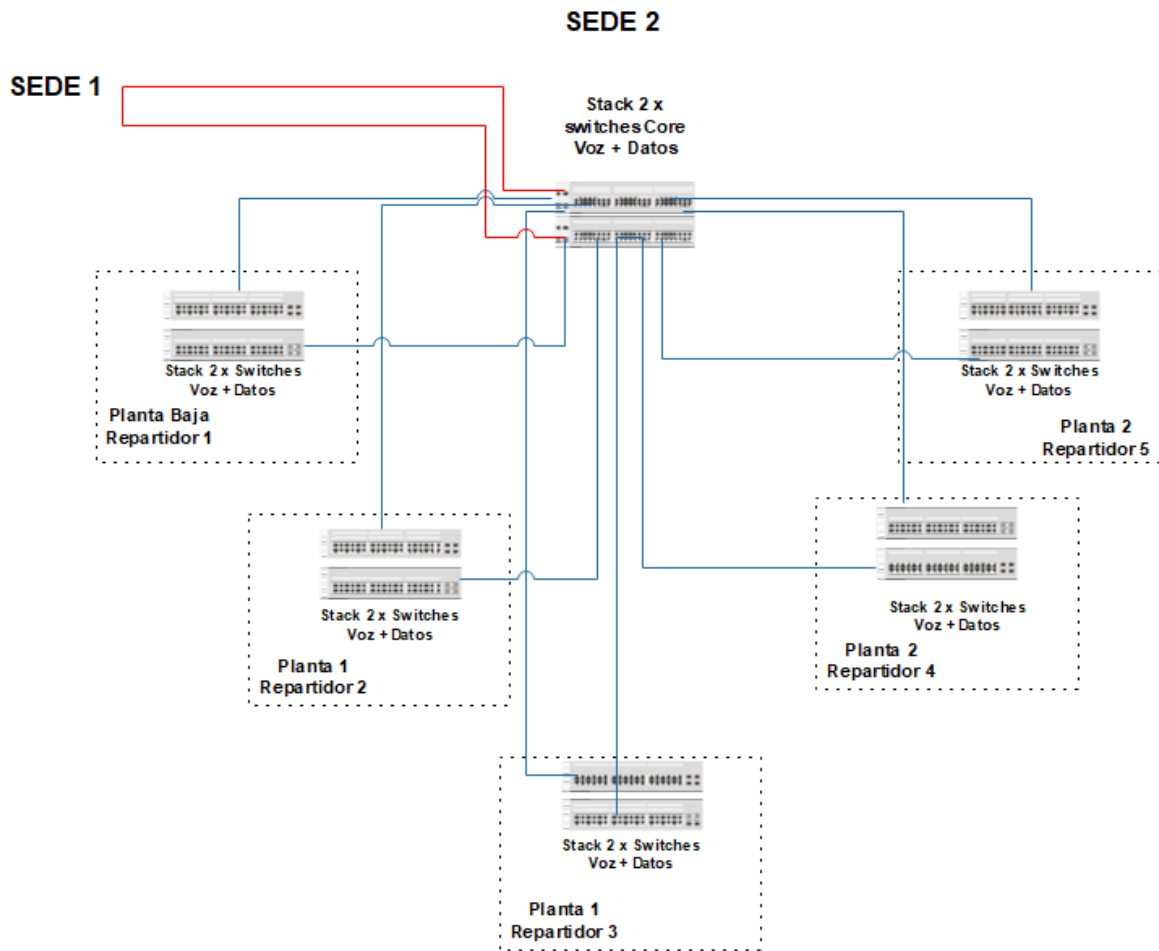 SEDE 2
SEDE 1
Stack 2 x
switches Core
Voz + Datos
Stack 2 x Switches
Voz + Datos
Planta Baja
Repartidor 1
Stack 2 x Switches
Voz + Datos
Planta 2
Repartidor 5
Stack 2 x Switches
Voz + Datos
Planta 1
Repartidor 2
Stack 2 x Switches
Voz + Datos
Planta 2
Repartidor 4
Stack 2 x Switches
Voz + Datos
Planta 1
Repartidor 3